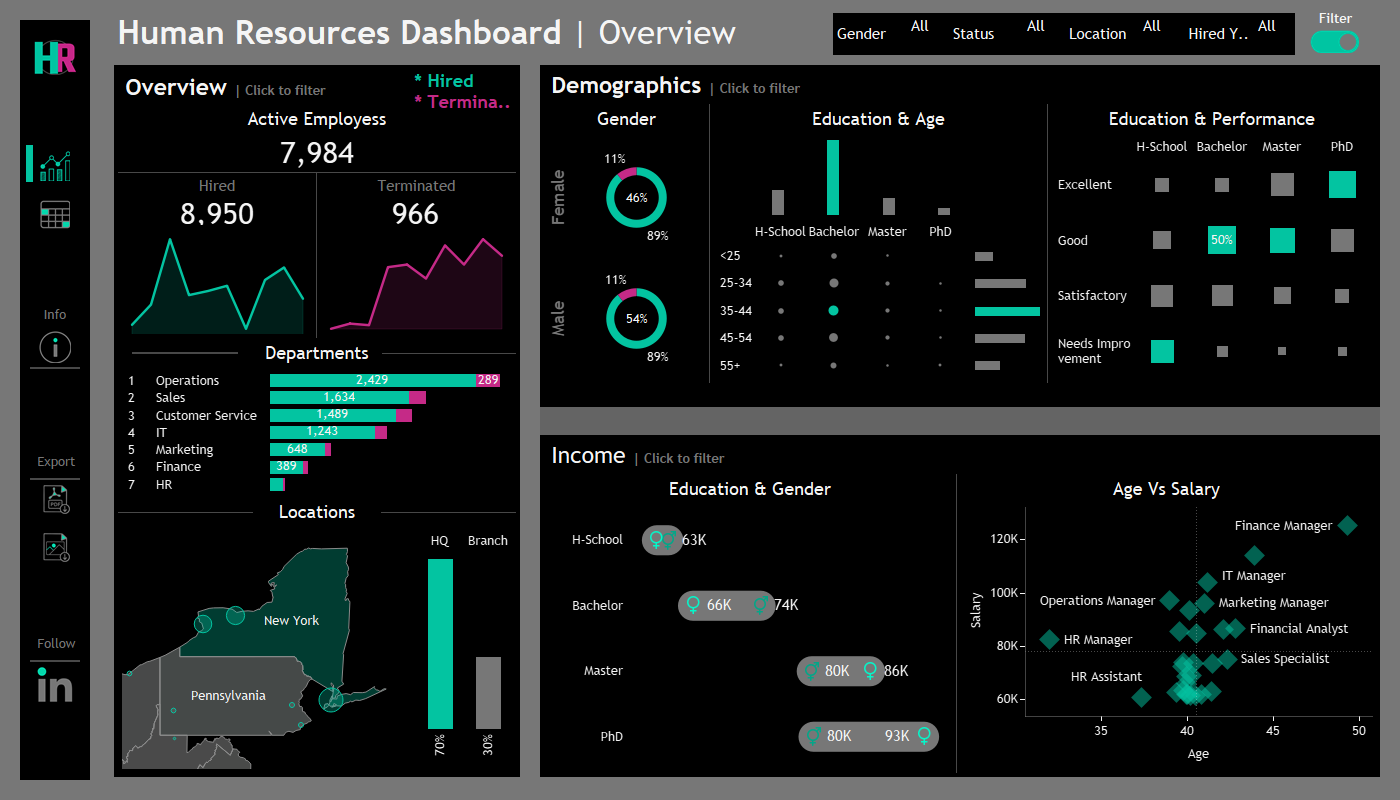 HR
Human Resources Dashboard | Overview
Gender All Status All Location All Hired Y.. All
Filter
Overview | Click to filter
* Hired
* Termina..
Active Employess
7,984
Hired
8,950
Terminated
966
Info
Export
PDF
Follow
in
Departments
1 Operations 2,429 289
2 Sales 1,634
3 Customer Service 1,489
4 IT 1,243
5 Marketing 648
6 Finance 389
7 HR
Locations
New York
Pennsylvania
HQ Branch
70% 30%
Demographics | Click to filter
Gender
Female
11%
46%
89%
Male
11%
54%
89%
Education & Age
H-School Bachelor Master PhD
<25
25-34
35-44
45-54
55+
Education & Performance
H-School Bachelor Master PhD
Excellent
Good 50%
Satisfactory
Needs Impro
vement
Income | Click to filter
Education & Gender
H-School 63K
Bachelor 66K 74K
Master 80K 86K
PhD 80K 93K
Age Vs Salary
Salary
120K
100K
80K
60K
Finance Manager
IT Manager
Operations Manager
Marketing Manager
Financial Analyst
HR Manager
Sales Specialist
HR Assistant
35 40 45 50
Age